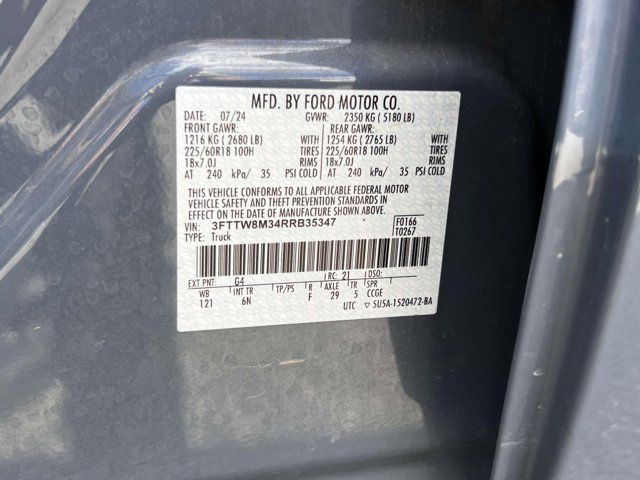 MFD. BY FORD MOTOR CO.
DATE: 07/24 GVWR: 2350 KG ( 5180 LB)
FRONT GAWR: REAR GAWR:
1216 KG ( 2680 LB) WITH 1254 KG ( 2765 LB) WITH
225/60R18 100H TIRES 225/60R18 100H TIRES
18x7.0J RIMS 18x7.0J RIMS
AT 240 kPa/ 35 PSI COLD AT 240 kPa/ 35 PSI COLD
THIS VEHICLE CONFORMS TO ALL APPLICABLE FEDERAL MOTOR
VEHICLE SAFETY AND THEFT PREVENTION STANDARDS IN
EFFECT ON THE DATE OF MANUFACTURE SHOWN ABOVE.
VIN: 3FTTW8M34RRB35347 F0166
TYPE: Truck T0267
EXT PNT: G4 RC: 21 DSO:
WB INT TR TP/PS R AXLE TR SPR
121 6N F 29 5 CCGE
UTC ▽ 5U5A-1520472-BA